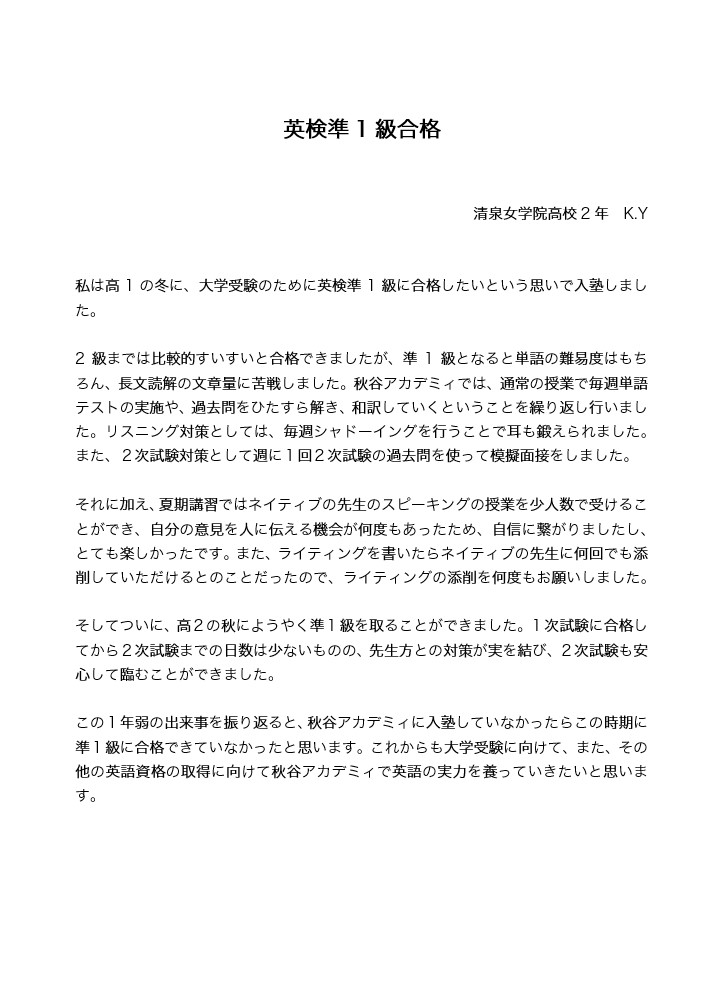 英検準1級合格
清泉女学院高校2年　K.Y
私は高1の冬に、大学受験のために英検準1級に合格したいという思いで入塾しまし
た。
2級までは比較的すいすいと合格できましたが、準1級となると単語の難易度はもち
ろん、長文読解の文章量に苦戦しました。秋谷アカデミィでは、通常の授業で毎週単語
テストの実施や、過去問をひたすら解き、和訳していくということを繰り返し行いまし
た。リスニング対策としては、毎週シャドーイングを行うことで耳も鍛えられました。
また、２次試験対策として週に１回２次試験の過去問を使って模擬面接をしました。
それに加え、夏期講習ではネイティブの先生のスピーキングの授業を少人数で受けるこ
とができ、自分の意見を人に伝える機会が何度もあったため、自信に繋がりましたし、
とても楽しかったです。また、ライティングを書いたらネイティブの先生に何回でも添
削していただけるとのことだったので、ライティングの添削を何度もお願いしました。
そしてついに、高２の秋にようやく準１級を取ることができました。１次試験に合格し
てから２次試験までの日数は少ないものの、先生方との対策が実を結び、２次試験も安
心して臨むことができました。
この１年弱の出来事を振り返ると、秋谷アカデミィに入塾していなかったらこの時期に
準１級に合格できていなかったと思います。これからも大学受験に向けて、また、その
他の英語資格の取得に向けて秋谷アカデミィで英語の実力を養っていきたいと思いま
す。